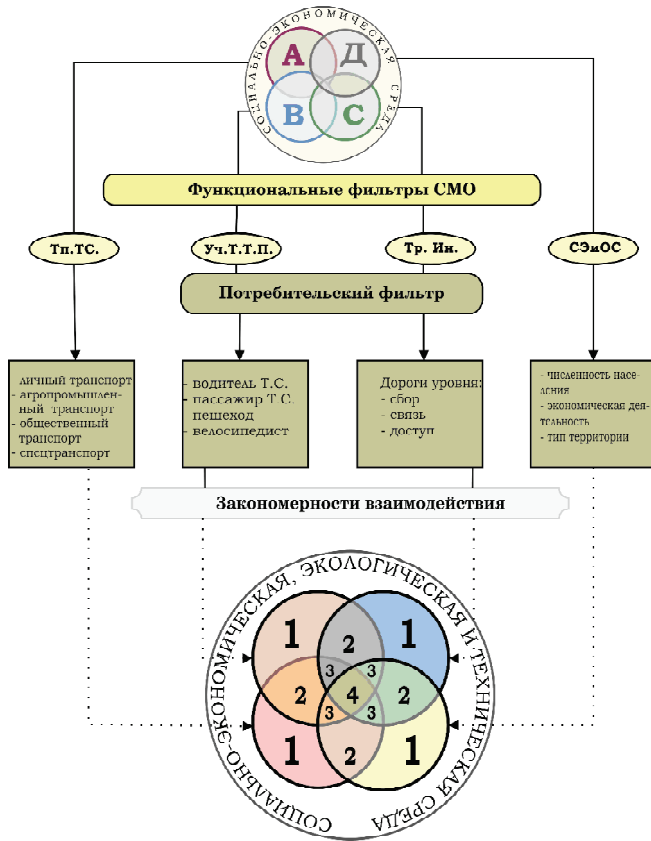 СОЦИАЛЬНО-ЭКОНОМИЧЕСКАЯ СРЕДА
А Д
В С
Функциональные фильтры СМО
Тп.ТС. Уч.Т.Т.П. Тр. Ин. СЭиОС
Потребительский фильтр
личный транспорт
- агропромышлен-
ный транспорт
- общественный
транспорт
- спецтранспорт
- водитель Т.С.
- пассажир Т.С.
пешеход
- велосипедист
Дороги уровня:
- сбор
- связь
- доступ
- численность насе-
ления
- экономическая дея-
тельность
- тип территории
Закономерности взаимодействия
СОЦИАЛЬНО-ЭКОНОМИЧЕСКАЯ, ЭКОЛОГИЧЕСКАЯ И ТЕХНИЧЕСКАЯ СРЕДА
1 2 1
3 3
2 4 2
3 3
1 2 1